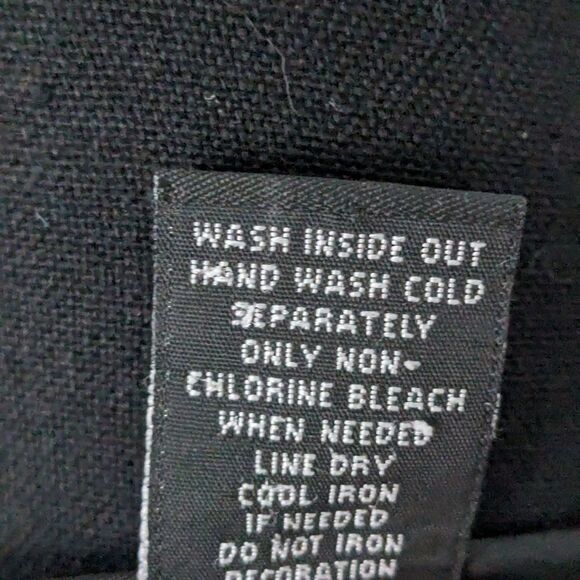 WASH INSIDE OUT
HAND WASH COLD
SEPARATELY
ONLY NON-
CHLORINE BLEACH
WHEN NEEDED
LINE DRY
COOL IRON
IF NEEDED
DO NOT IRON
DECORATION